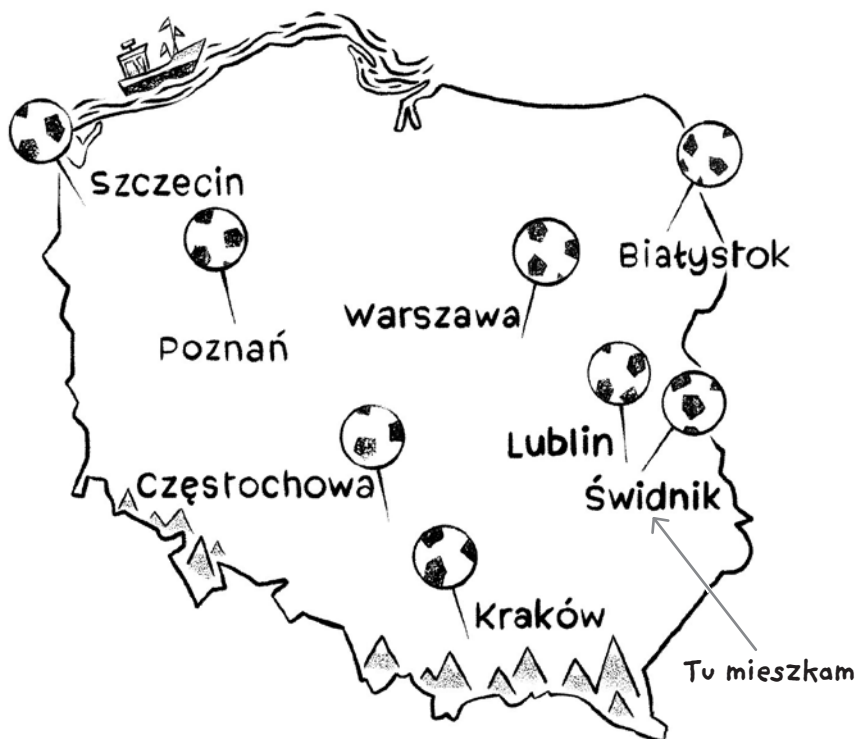 Szczecin
Białystok
Warszawa
Poznań
Lublin
Częstochowa
Świdnik
Kraków
Tu mieszkam